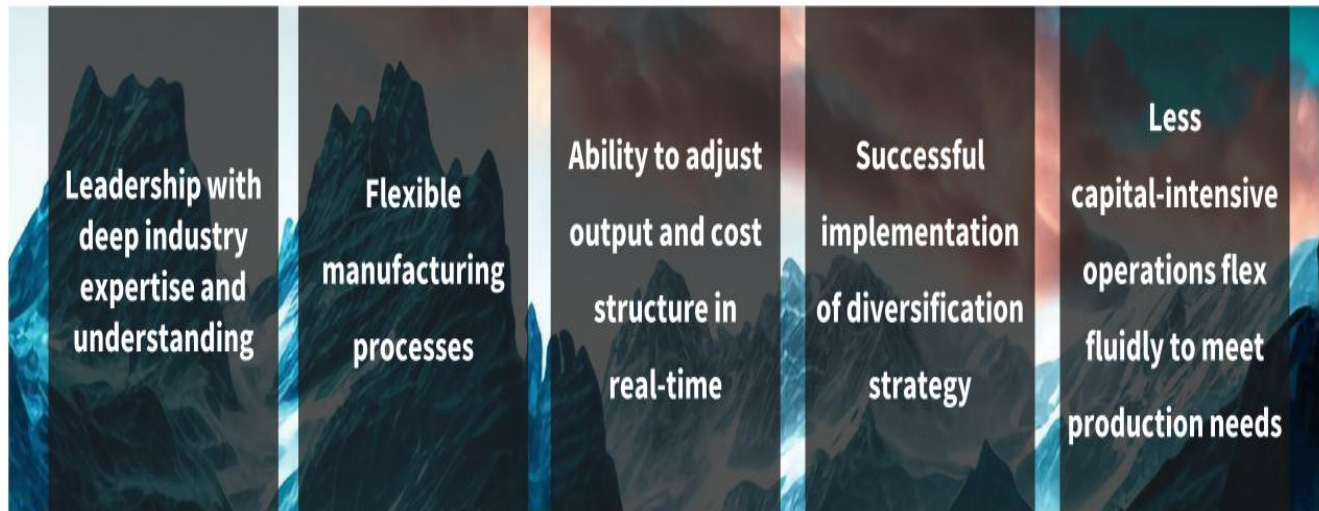 Leadership with
deep industry
expertise and
understanding
Flexible
manufacturing
processes
Ability to adjust
output and cost
structure in
real-time
Successful
implementation
of diversification
strategy
Less
capital-intensive
operations flex
fluidly to meet
production needs